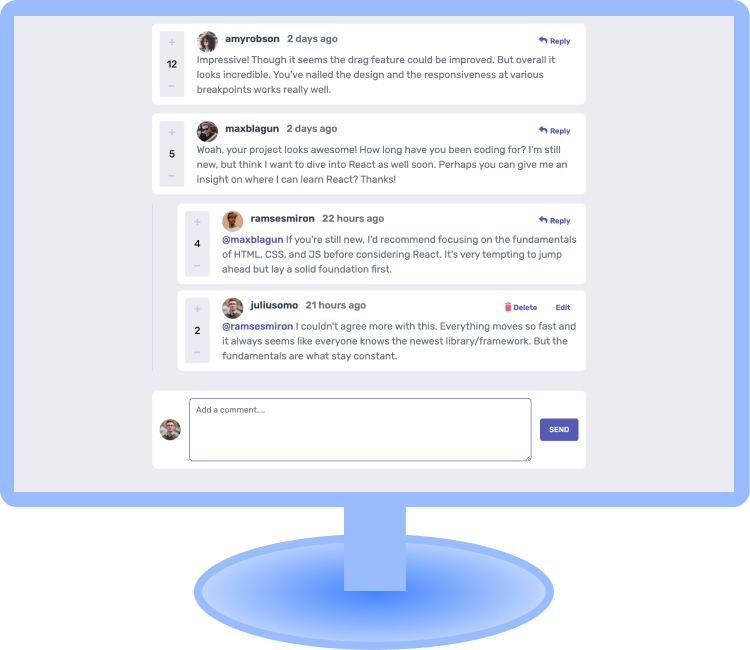 +
amyrobson 2 days ago Reply
12
Impressive! Though it seems the drag feature could be improved. But overall it
looks incredible. You've nailed the design and the responsiveness at various
breakpoints works really well.
−
+
maxblagun 2 days ago Reply
5
Woah, your project looks awesome! How long have you been coding for? I'm still
new, but think I want to dive into React as well soon. Perhaps you can give me an
insight on where I can learn React? Thanks!
−
+
ramsesmiron 22 hours ago Reply
4
@maxblagun If you're still new, I'd recommend focusing on the fundamentals
of HTML, CSS, and JS before considering React. It's very tempting to jump
ahead but lay a solid foundation first.
−
+
juliusomo 21 hours ago Delete Edit
2
@ramsesmiron I couldn't agree more with this. Everything moves so fast and
it always seems like everyone knows the newest library/framework. But the
fundamentals are what stay constant.
−
Add a comment....
SEND